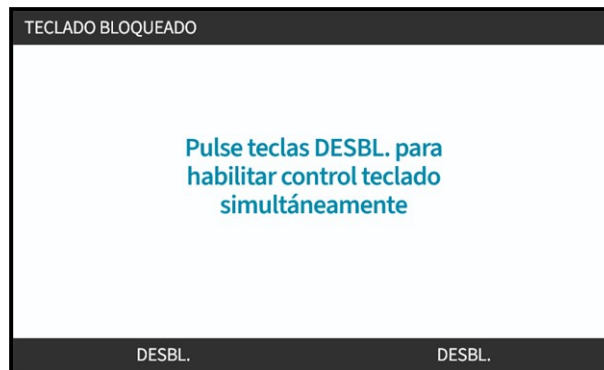 TECLADO BLOQUEADO
Pulse teclas DESBL. para
habilitar control teclado
simultáneamente
DESBL. DESBL.